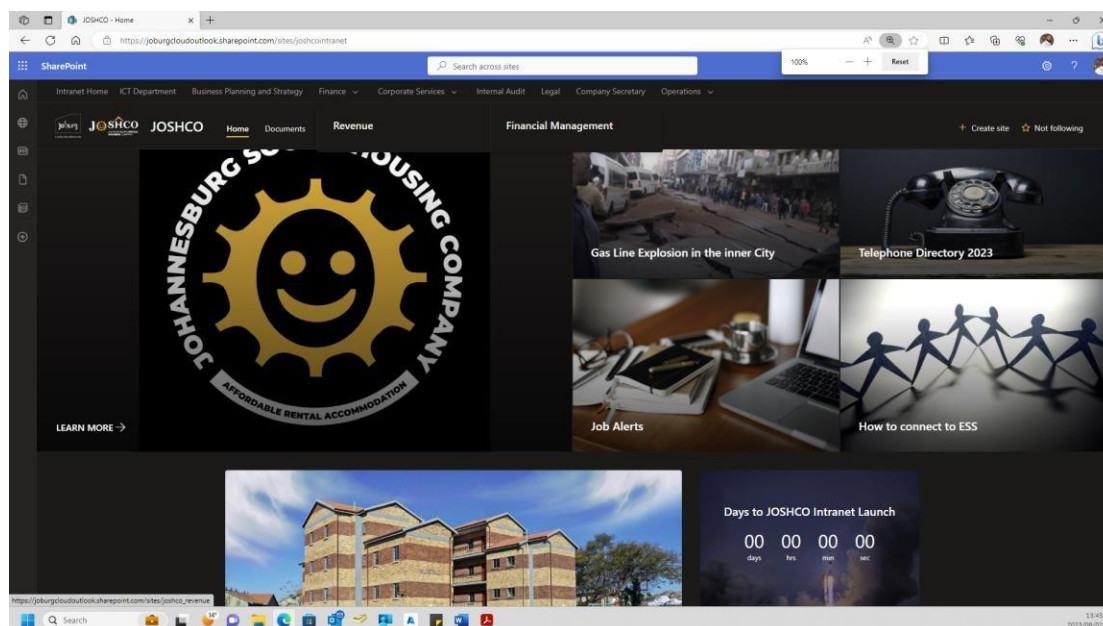 JOSHCO - Home
https://joburgcloudoutlook.sharepoint.com/sites/joshcointranet
SharePoint
Search across sites
100%
Reset
Intranet Home ICT Department Business Planning and Strategy Finance Corporate Services Internal Audit Legal Company Secretary Operations
joburg
JOSHCO
JOSHCO
Home
Documents
Revenue
Financial Management
Create site
Not following
JOHANNESBURG SOCIAL HOUSING COMPANY
AFFORDABLE RENTAL ACCOMMODATION
LEARN MORE
Gas Line Explosion in the inner City
Telephone Directory 2023
Job Alerts
How to connect to ESS
Days to JOSHCO Intranet Launch
00 00 00 00
days hrs min sec
https://joburgcloudoutlook.sharepoint.com/sites/joshco_revenue
Search
13:45